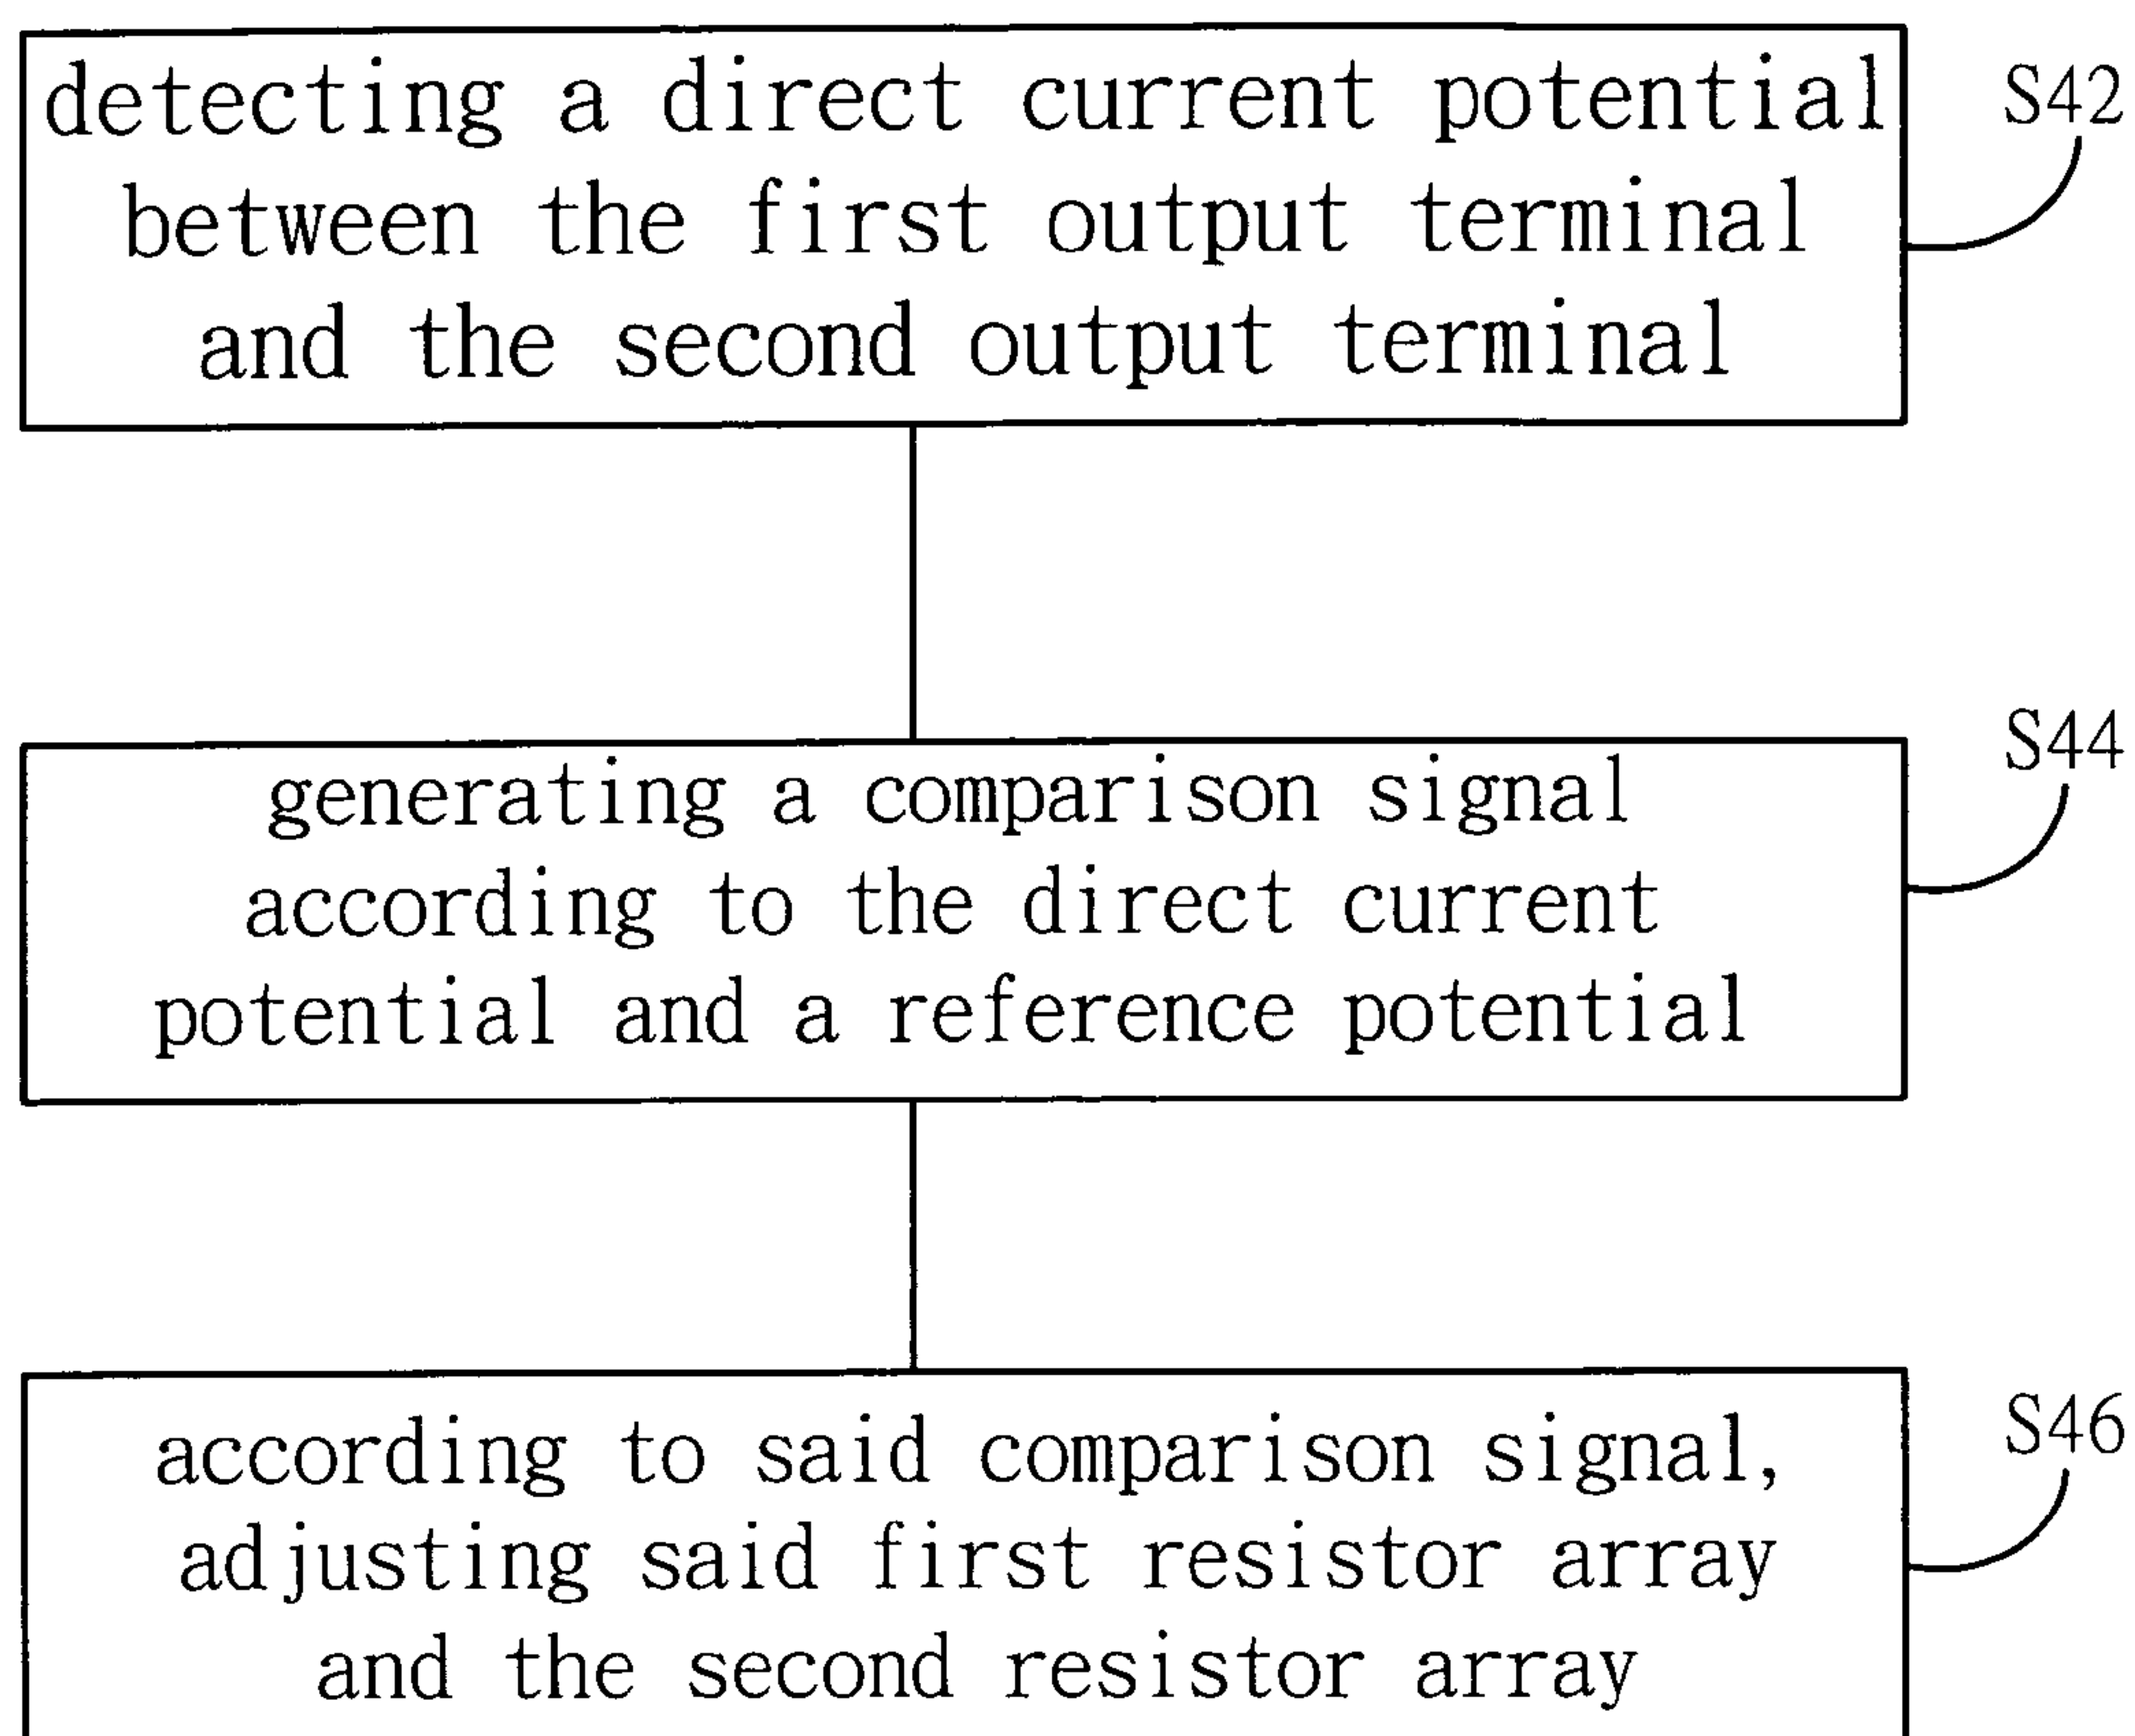 detecting a direct current potential
between the first output terminal
and the second output terminal
S42
generating a comparison signal
according to the direct current
potential and a reference potential
S44
according to said comparison signal,
adjusting said first resistor array
and the second resistor array
S46